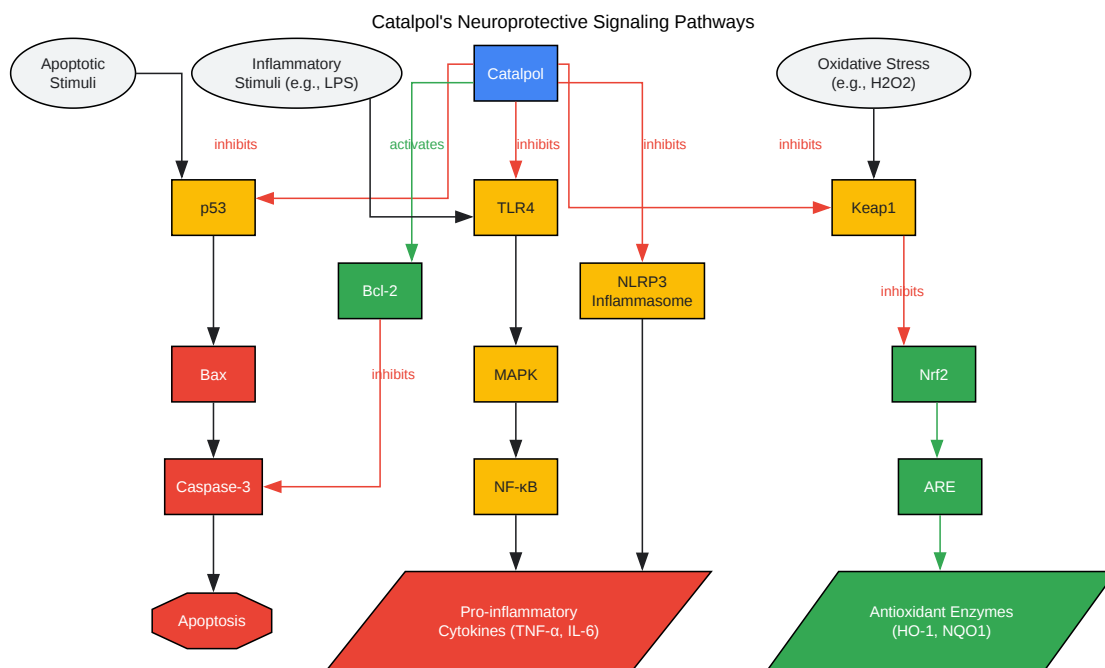 Catalpol's Neuroprotective Signaling Pathways
Apoptotic
Stimuli
Inflammatory
Stimuli (e.g., LPS)
Catalpol
Oxidative Stress
(e.g., H2O2)
inhibits
activates
inhibits
inhibits
inhibits
p53
TLR4
Keap1
Bcl-2
NLRP3
Inflammasome
inhibits
Bax
inhibits
MAPK
Nrf2
Caspase-3
NF-κB
ARE
Apoptosis
Pro-inflammatory
Cytokines (TNF-α, IL-6)
Antioxidant Enzymes
(HO-1, NQO1)